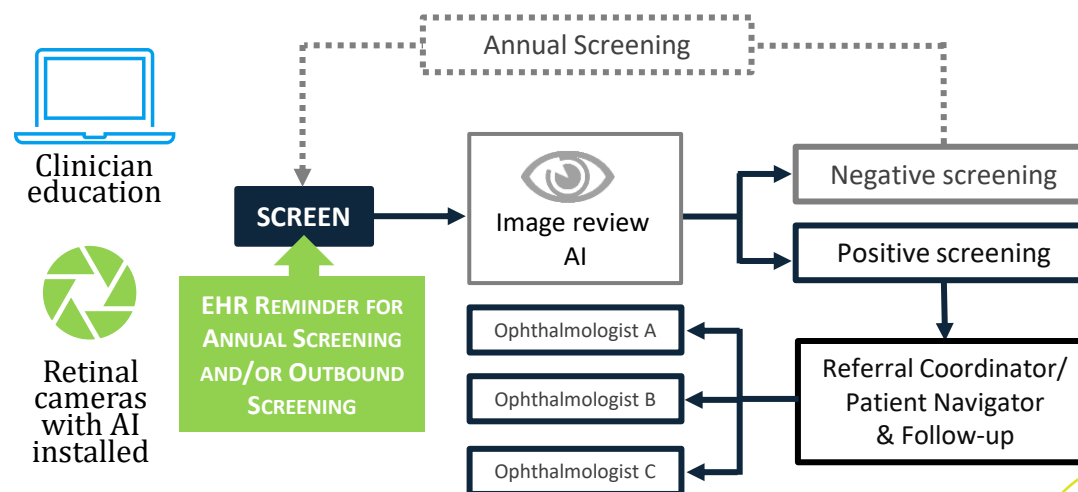 Annual Screening
Clinician
education
SCREEN
Image review
AI
Negative screening
Positive screening
EHR REMINDER FOR
ANNUAL SCREENING
AND/OR OUTBOUND
SCREENING
Retinal
cameras
with AI
installed
Ophthalmologist A
Ophthalmologist B
Ophthalmologist C
Referral Coordinator/
Patient Navigator
& Follow-up